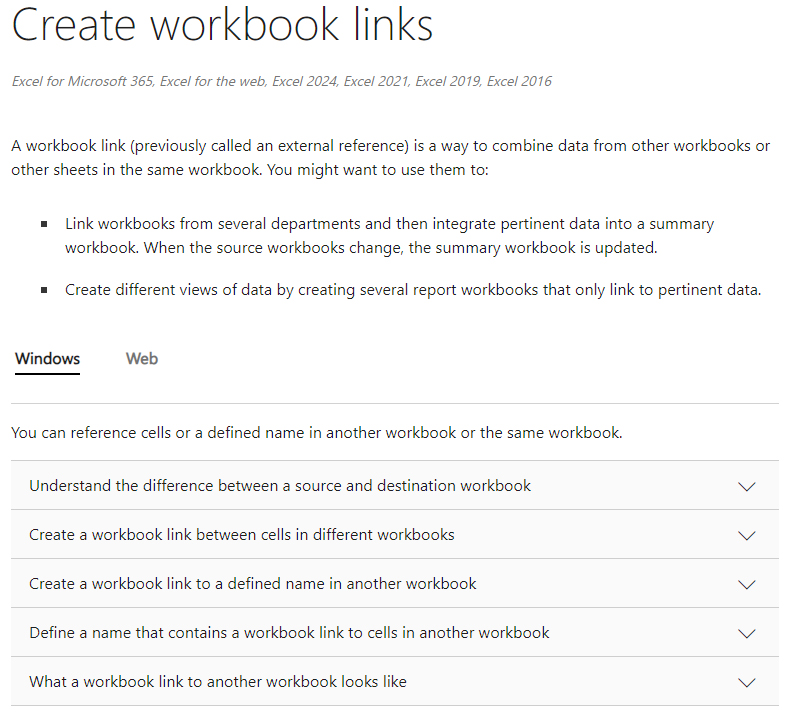 Create workbook links
Excel for Microsoft 365, Excel for the web, Excel 2024, Excel 2021, Excel 2019, Excel 2016
A workbook link (previously called an external reference) is a way to combine data from other workbooks or
other sheets in the same workbook. You might want to use them to:
Link workbooks from several departments and then integrate pertinent data into a summary
workbook. When the source workbooks change, the summary workbook is updated.
Create different views of data by creating several report workbooks that only link to pertinent data.
Windows Web
You can reference cells or a defined name in another workbook or the same workbook.
Understand the difference between a source and destination workbook
Create a workbook link between cells in different workbooks
Create a workbook link to a defined name in another workbook
Define a name that contains a workbook link to cells in another workbook
What a workbook link to another workbook looks like